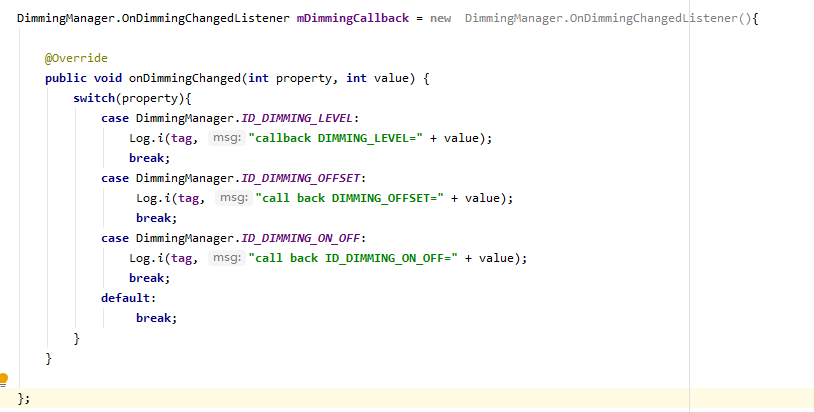 DimmingManager.OnDimmingChangedListener mDimmingCallback = new  DimmingManager.OnDimmingChangedListener(){
@Override
public void onDimmingChanged(int property, int value) {
switch(property){
case DimmingManager.ID_DIMMING_LEVEL:
Log.i(tag, msg: "callback DIMMING_LEVEL=" + value);
break;
case DimmingManager.ID_DIMMING_OFFSET:
Log.i(tag, msg: "call back DIMMING_OFFSET=" + value);
break;
case DimmingManager.ID_DIMMING_ON_OFF:
Log.i(tag, msg: "call back ID_DIMMING_ON_OFF=" + value);
break;
default:
break;
}
}
};